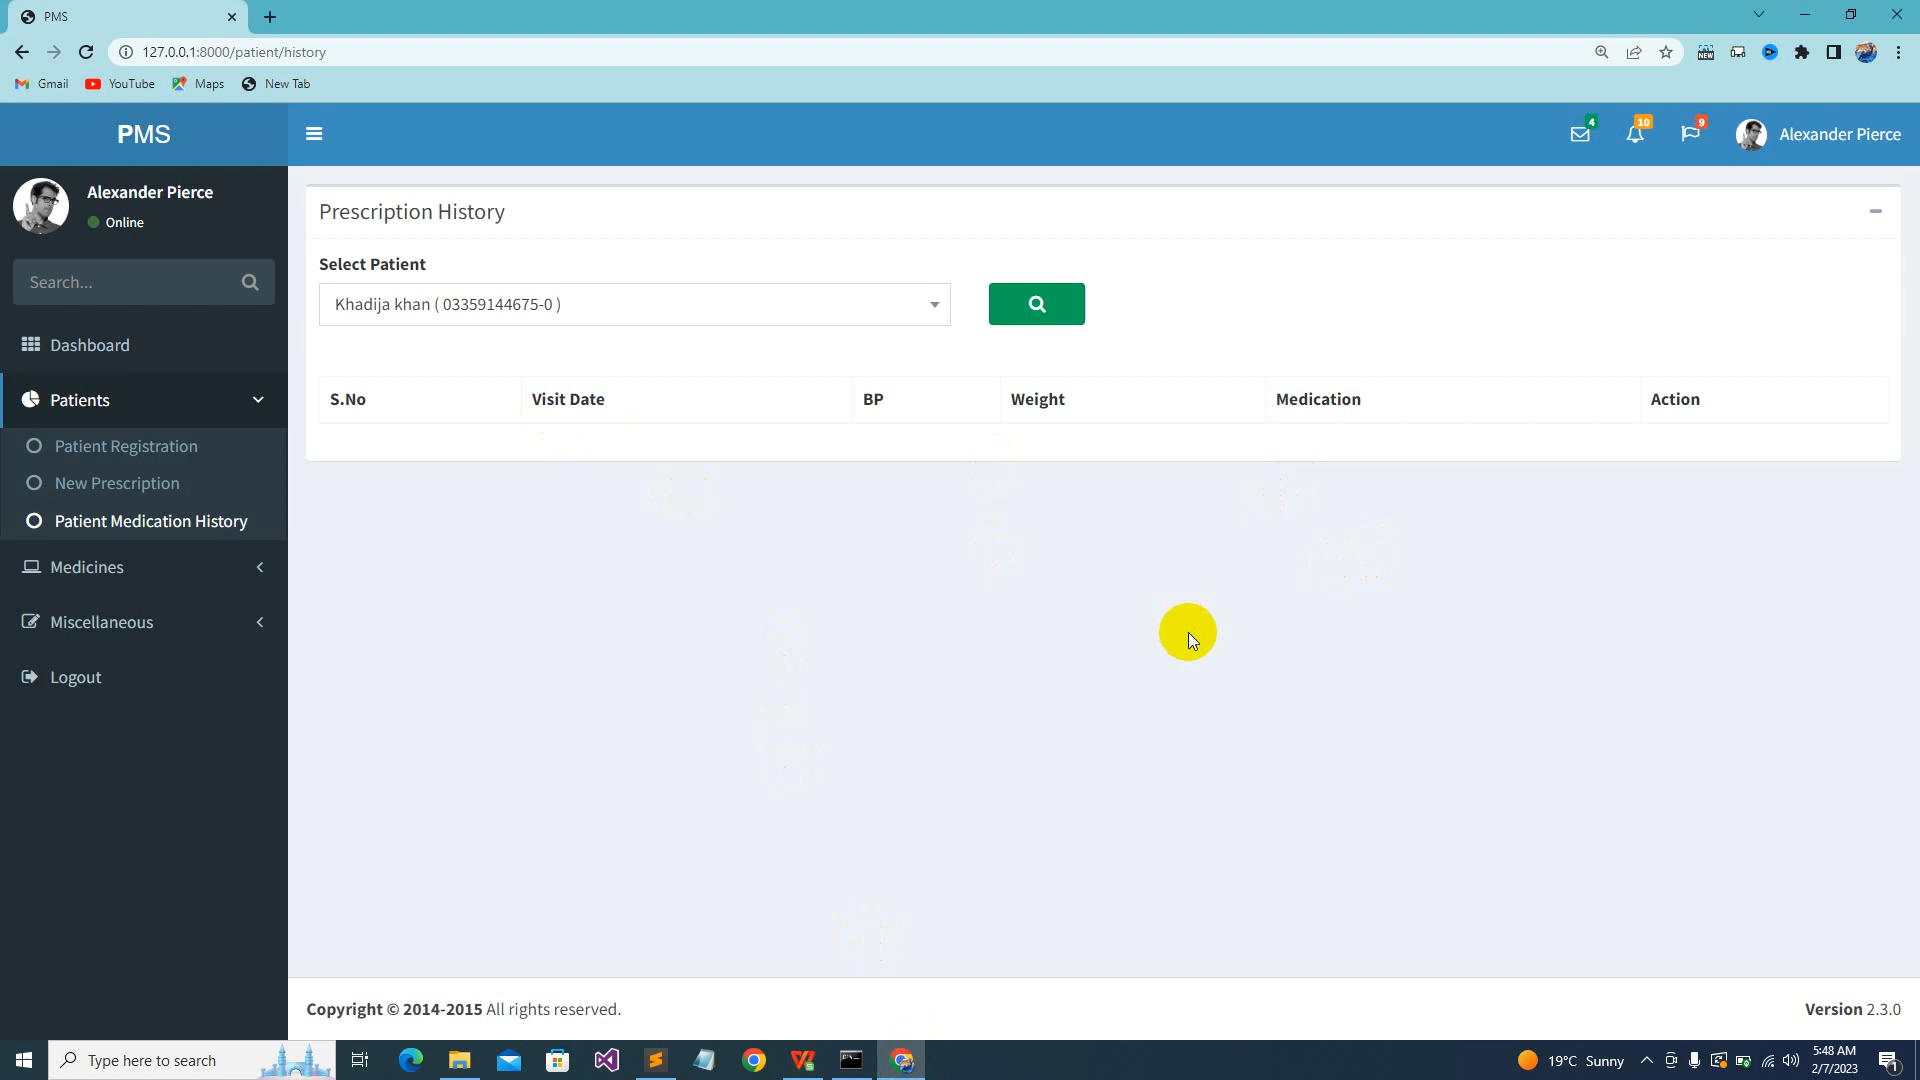 PMS
127.0.0.1:8000/patient/history
Gmail YouTube Maps New Tab
PMS
4 10 9 Alexander Pierce
Alexander Pierce
Online
Search...
Dashboard
Patients
Patient Registration
New Prescription
Patient Medication History
Medicines
Miscellaneous
Logout
Prescription History
Select Patient
Khadija khan ( 03359144675-0 )
S.No Visit Date BP Weight Medication Action
Copyright © 2014-2015 All rights reserved.
Version 2.3.0
Type here to search
19°C Sunny
5:48 AM
2/7/2023
1